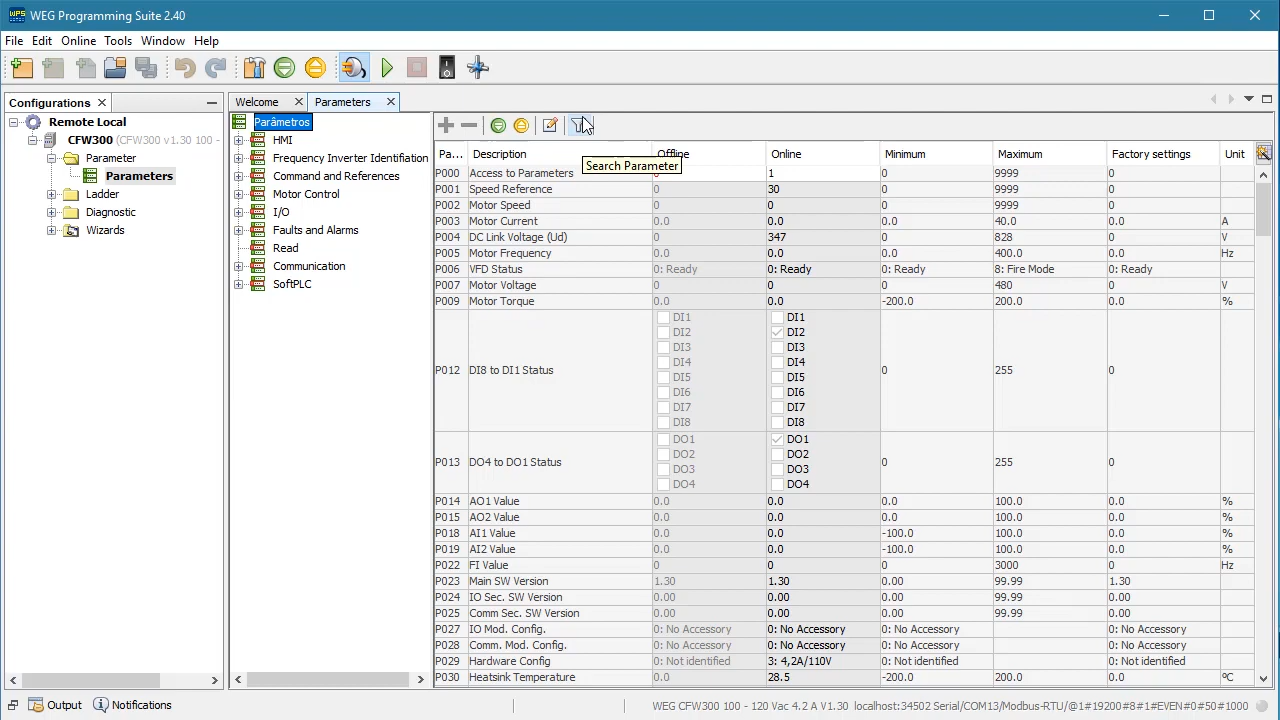 WEG Programming Suite 2.40
File Edit Online Tools Window Help
Configurations
Remote Local
CFW300 (CFW300 v1.30 100 -
Parameter
Parameters
Ladder
Diagnostic
Wizards
Welcome Parameters
Parâmetros
HMI
Frequency Inverter Identifiation
Command and References
Motor Control
I/O
Faults and Alarms
Read
Communication
SoftPLC
Search Parameter
Pa... Description Offline Online Minimum Maximum Factory settings Unit
P000 Access to Parameters 1 0 9999 0
P001 Speed Reference 0 30 0 9999 0
P002 Motor Speed 0 0 0 9999 0
P003 Motor Current 0.0 0.0 0.0 40.0 0.0 A
P004 DC Link Voltage (Ud) 0 347 0 828 0 V
P005 Motor Frequency 0.0 0.0 0.0 400.0 0.0 Hz
P006 VFD Status 0: Ready 0: Ready 0: Ready 8: Fire Mode 0: Ready
P007 Motor Voltage 0 0 0 480 0 V
P009 Motor Torque 0.0 0.0 -200.0 200.0 0.0 %
P012 DI8 to DI1 Status 0 255 0
DI1 DI1
DI2 DI2
DI3 DI3
DI4 DI4
DI5 DI5
DI6 DI6
DI7 DI7
DI8 DI8
P013 DO4 to DO1 Status 0 255 0
DO1 DO1
DO2 DO2
DO3 DO3
DO4 DO4
P014 AO1 Value 0.0 0.0 0.0 100.0 0.0 %
P015 AO2 Value 0.0 0.0 0.0 100.0 0.0 %
P018 AI1 Value 0.0 0.0 -100.0 100.0 0.0 %
P019 AI2 Value 0.0 0.0 -100.0 100.0 0.0 %
P022 FI Value 0 0 0 3000 0 Hz
P023 Main SW Version 1.30 1.30 0.00 99.99 1.30
P024 IO Sec. SW Version 0.00 0.00 0.00 99.99 0.00
P025 Comm Sec. SW Version 0.00 0.00 0.00 99.99 0.00
P027 IO Mod. Config. 0: No Accessory 0: No Accessory 0: No Accessory 0: No Accessory
P028 Comm. Mod. Config. 0: No Accessory 0: No Accessory 0: No Accessory 0: No Accessory
P029 Hardware Config 0: Not identified 3: 4,2A/110V 0: Not identified 0: Not identified
P030 Heatsink Temperature 0.0 28.5 -200.0 200.0 0.0 ºC
Output Notifications
WEG CFW300 100 - 120 Vac 4.2 A V1.30 localhost:34502 Serial/COM13/Modbus-RTU/@1#19200#8#1#EVEN#0#50#1000